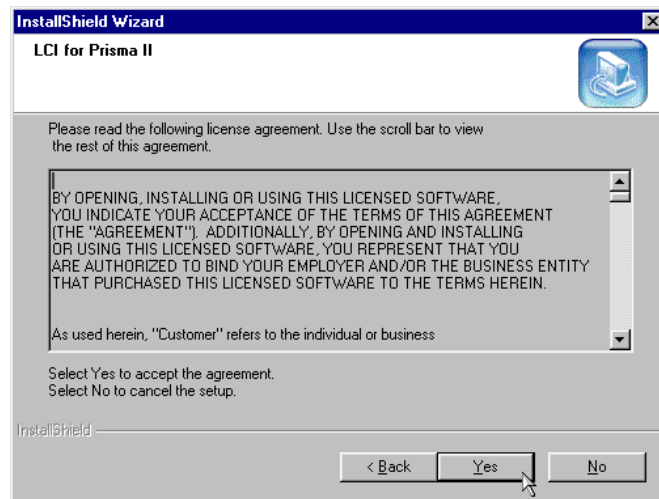 InstallShield Wizard
LCI for Prisma II
Please read the following license agreement. Use the scroll bar to view
the rest of this agreement.
BY OPENING, INSTALLING OR USING THIS LICENSED SOFTWARE,
YOU INDICATE YOUR ACCEPTANCE OF THE TERMS OF THIS AGREEMENT
(THE "AGREEMENT"). ADDITIONALLY, BY OPENING AND INSTALLING
OR USING THIS LICENSED SOFTWARE, YOU REPRESENT THAT YOU
ARE AUTHORIZED TO BIND YOUR EMPLOYER AND/OR THE BUSINESS ENTITY
THAT PURCHASED THIS LICENSED SOFTWARE TO THE TERMS HEREIN.
As used herein, "Customer" refers to the individual or business
Select Yes to accept the agreement.
Select No to cancel the setup.
InstallShield
< Back Yes No